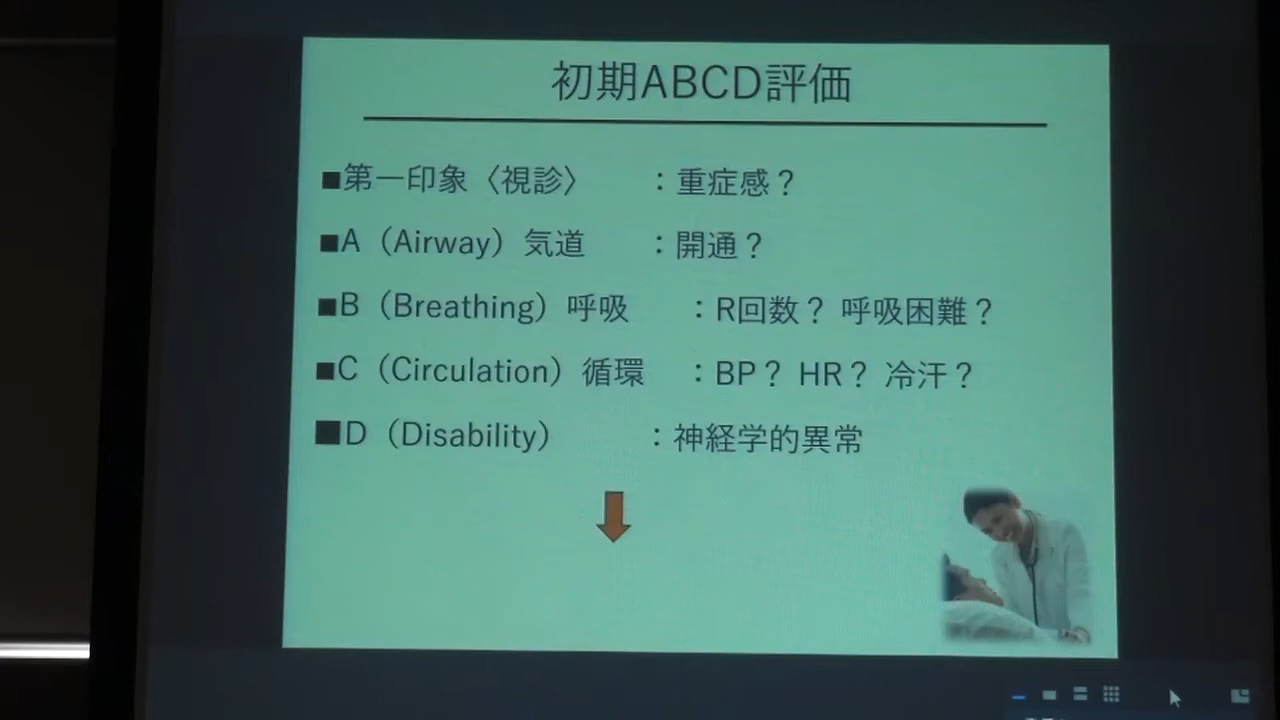 初期ABCD評価
■第一印象〈視診〉 :重症感?
■A(Airway)気道 :開通?
■B(Breathing)呼吸 :R回数? 呼吸困難?
■C(Circulation)循環 :BP? HR? 冷汗?
■D(Disability) :神経学的異常